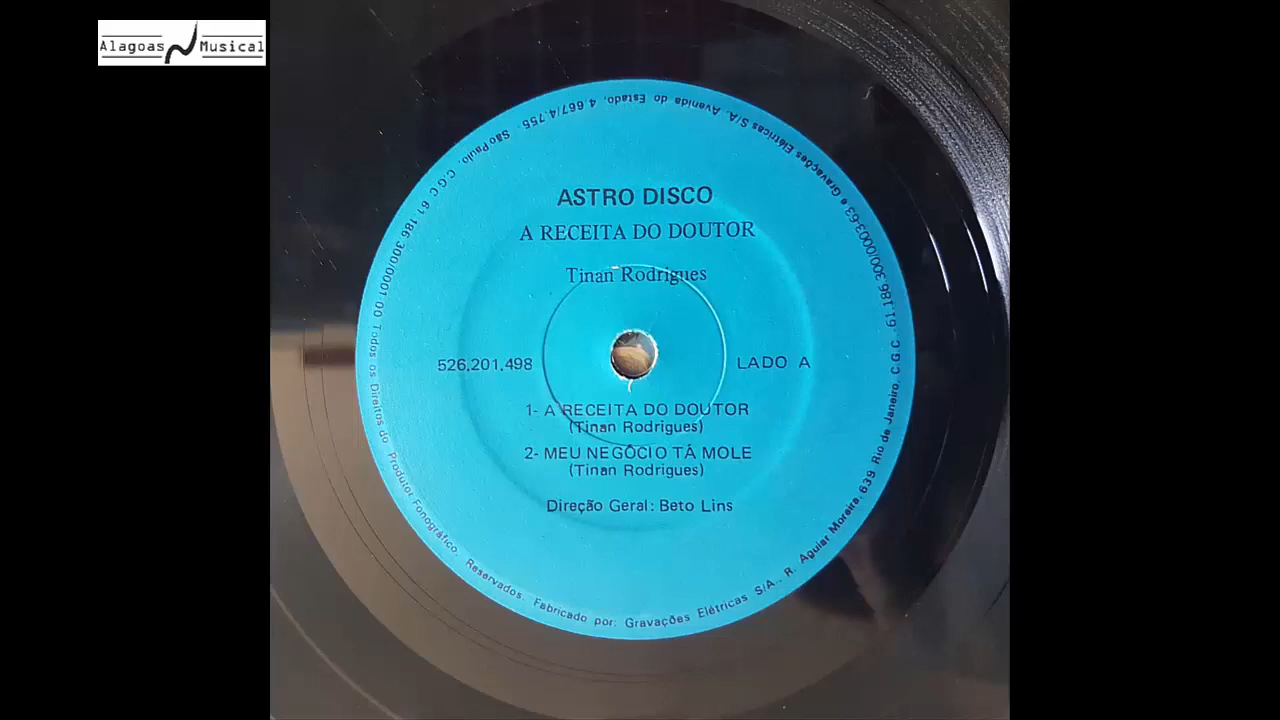 Alagoas Musical
ASTRO DISCO
A RECEITA DO DOUTOR
Tinan Rodrigues
526.201.498
LADO A
1- A RECEITA DO DOUTOR
(Tinan Rodrigues)
2- MEU NEGÔCIO TÁ MOLE
(Tinan Rodrigues)
Direção Geral: Beto Lins
Todos os Direitos do Produtor Fonográfico. Reservados. Fabricado por: Gravações Elétricas S/A.. R. Aguiar Moreira, 639 Rio de Janeiro. C.G.C .61.186.300/0003-63 e Gravações Elétricas S/A. Avenida do Estado, 4.667/4.755. São Paulo. C.G.C 61.186.300/0001.00